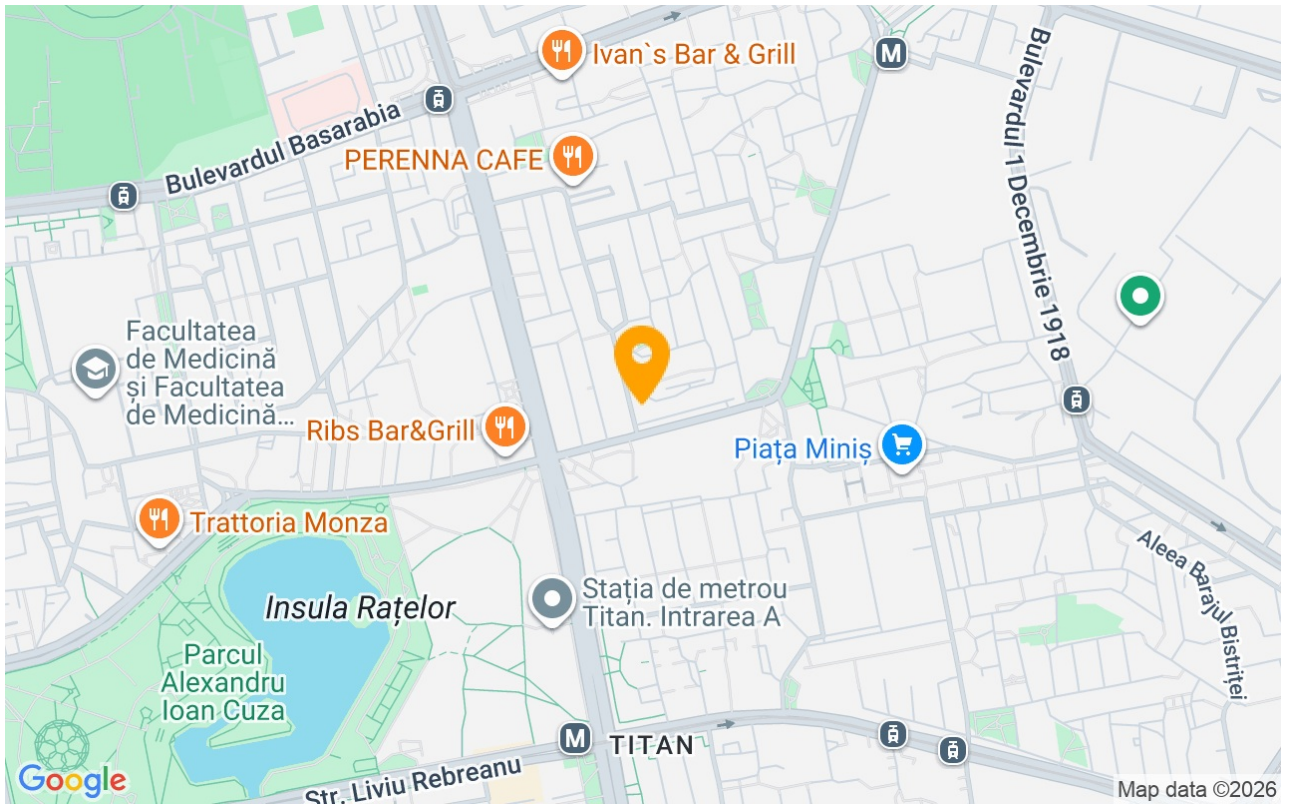 Ivan`s Bar & Grill
M
Bulevardul Basarabia
PERENNA CAFE
Bulevardul 1 Decembrie 1918
Facultatea
de Medicină
și Facultatea
de Medicină...
Ribs Bar&Grill
Piața Miniș
Trattoria Monza
Aleea Barajul Bistriței
Stația de metrou
Titan. Intrarea A
Insula Rațelor
Parcul
Alexandru
Ioan Cuza
M
TITAN
Str. Liviu Rebreanu
Google
Map data ©2026